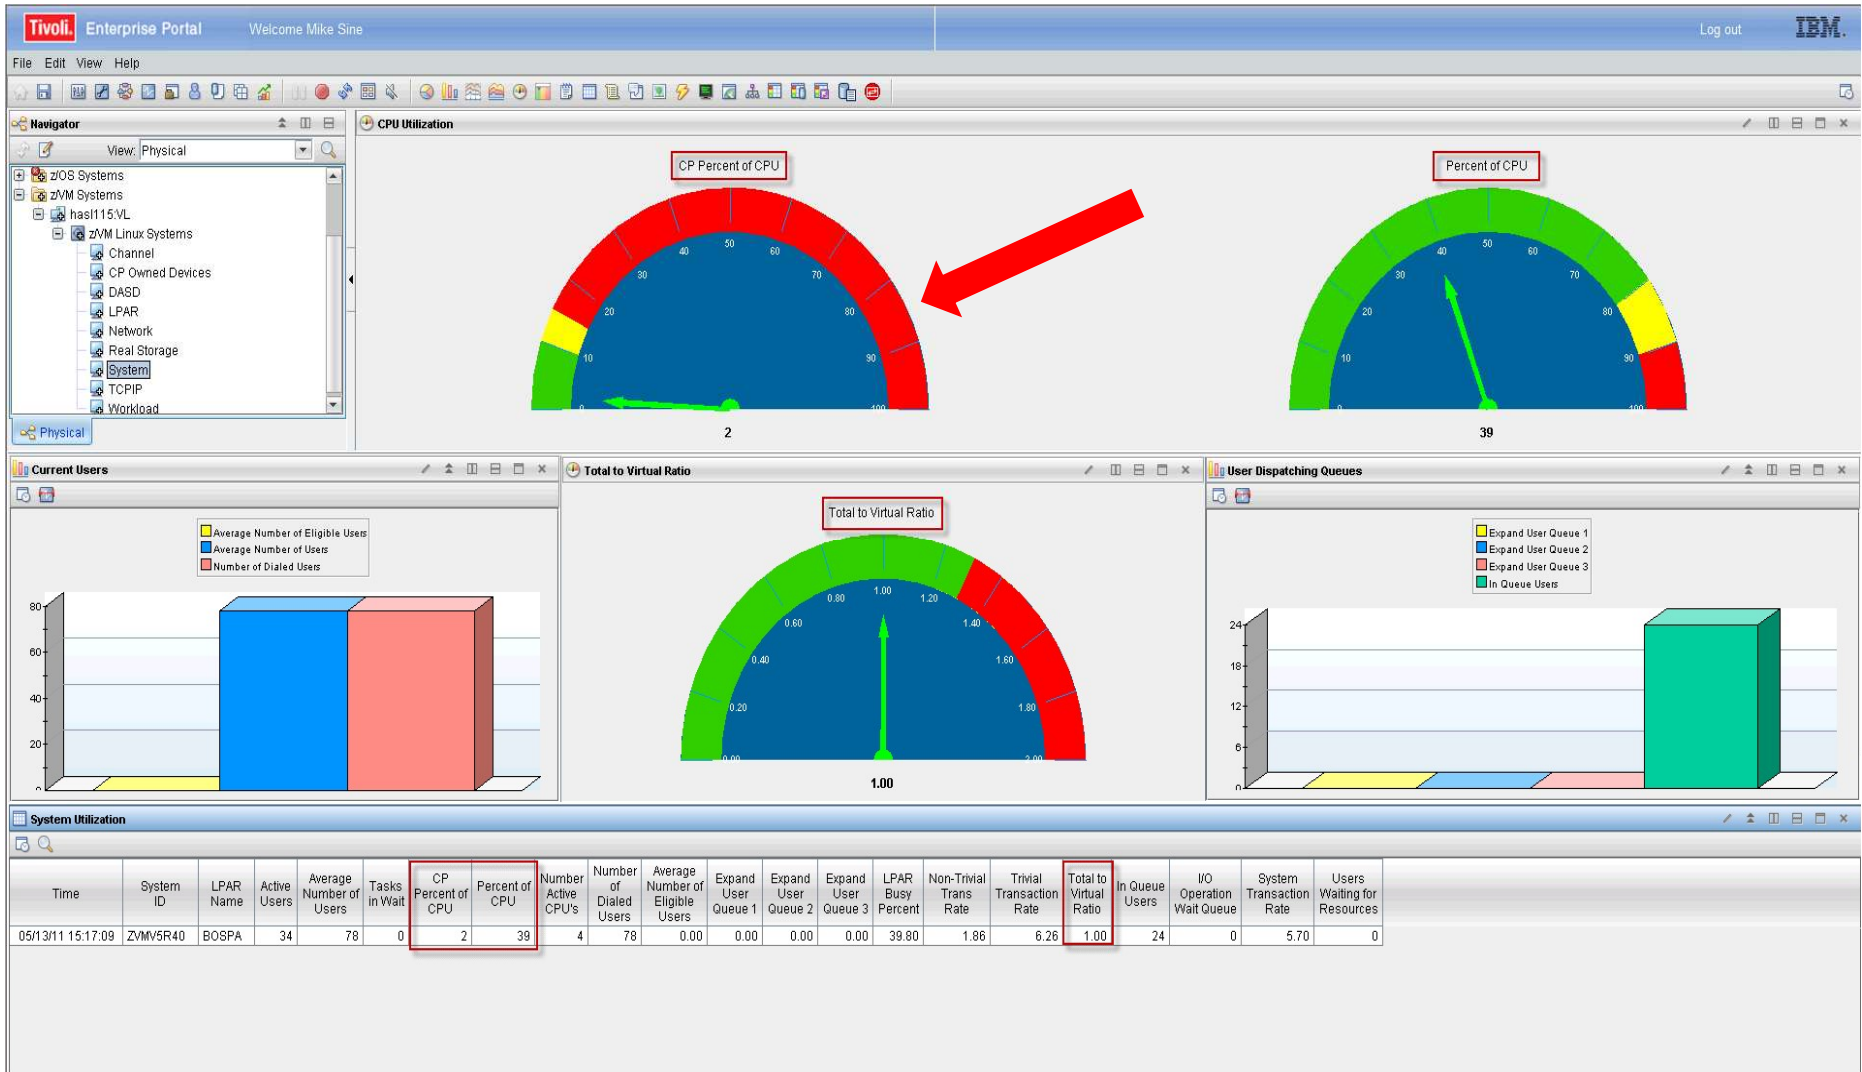 Tivoli. Enterprise Portal Welcome Mike Sine Log out IBM.
File Edit View Help
Navigator
View: Physical
z/OS Systems
z/VM Systems
hasl115:VL
z/VM Linux Systems
Channel
CP Owned Devices
DASD
LPAR
Network
Real Storage
System
TCPIP
Workload
Physical
CPU Utilization
CP Percent of CPU
0 10 20 30 40 50 60 70 80 90 100
2
Percent of CPU
0 10 20 30 40 50 60 70 80 90 100
39
Current Users
Average Number of Eligible Users
Average Number of Users
Number of Dialed Users
80
60
40
20
0
Total to Virtual Ratio
Total to Virtual Ratio
0.00 0.20 0.40 0.60 0.80 1.00 1.20 1.40 1.60 1.80 2.00
1.00
User Dispatching Queues
Expand User Queue 1
Expand User Queue 2
Expand User Queue 3
In Queue Users
24
18
12
6
0
System Utilization
Time System ID LPAR Name Active Users Average Number of Users Tasks in Wait CP Percent of CPU Percent of CPU Number Active CPU's Number of Dialed Users Average Number of Eligible Users Expand User Queue 1 Expand User Queue 2 Expand User Queue 3 LPAR Busy Percent Non-Trivial Trans Rate Trivial Transaction Rate Total to Virtual Ratio In Queue Users I/O Operation Wait Queue System Transaction Rate Users Waiting for Resources
05/13/11 15:17:09 ZVMV5R40 BOSPA 34 78 0 2 39 4 78 0.00 0.00 0.00 0.00 39.80 1.86 6.26 1.00 24 0 5.70 0